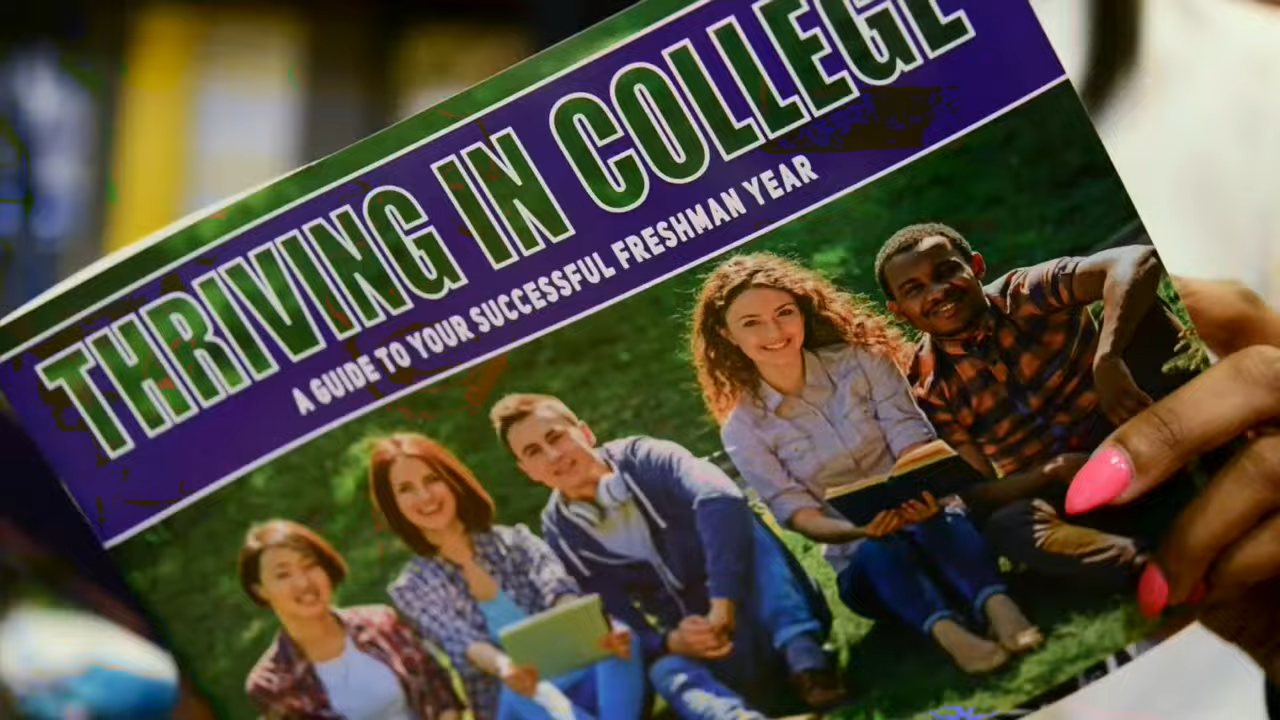 THRIVING IN COLLEGE
A GUIDE TO YOUR SUCCESSFUL FRESHMAN YEAR